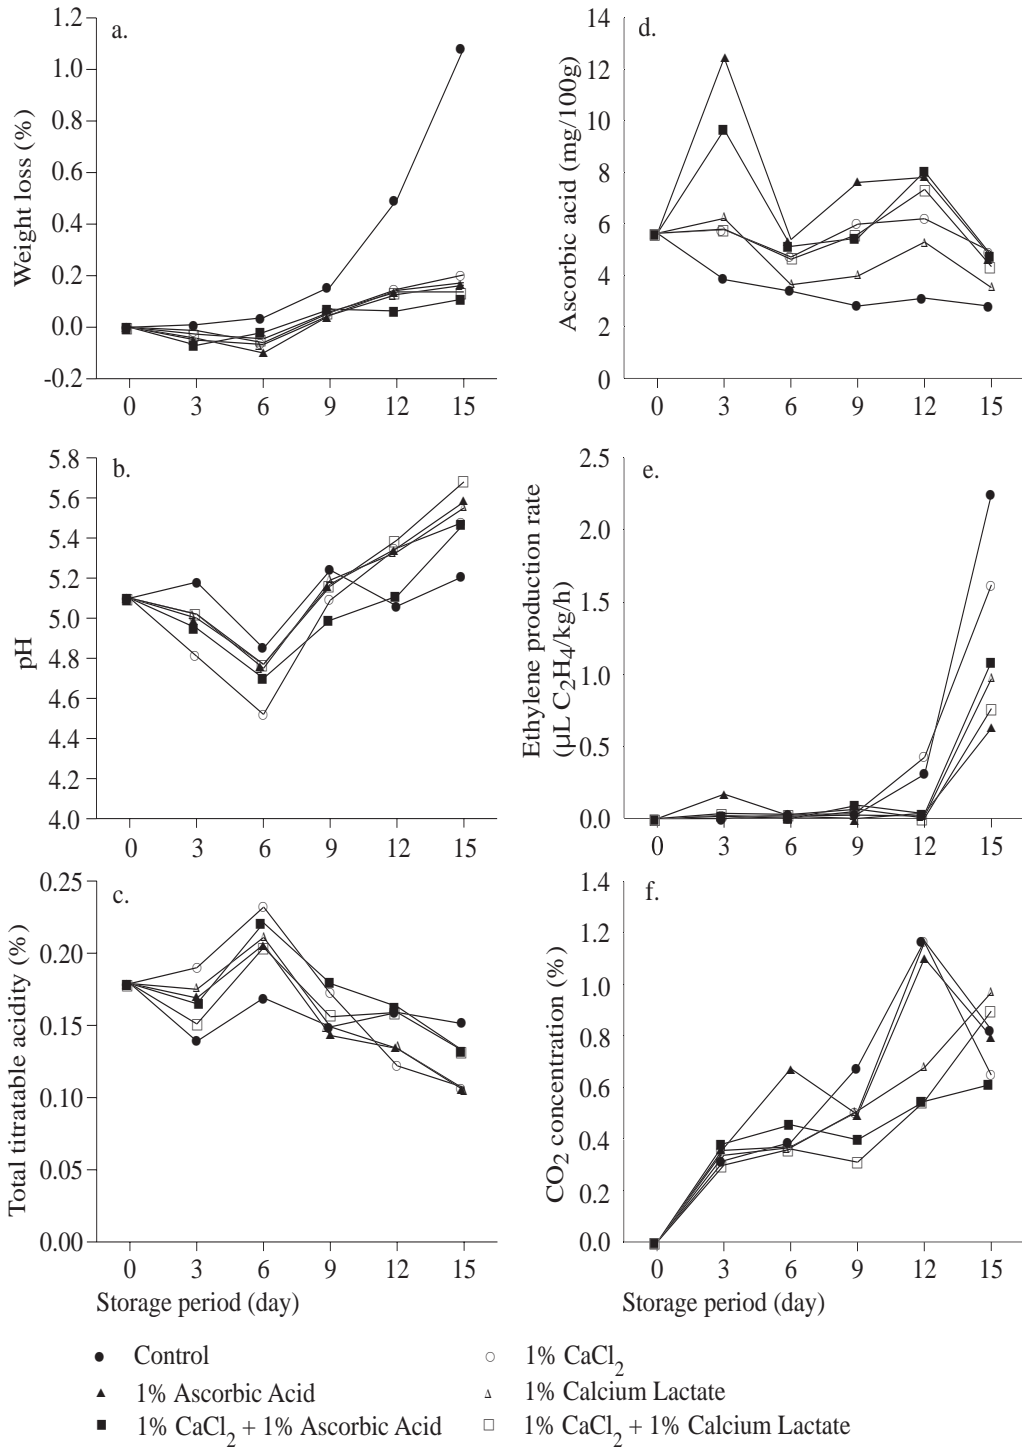 a.
Weight loss (%)
1.2
1.0
0.8
0.6
0.4
0.2
0.0
-0.2
0 3 6 9 12 15
d.
Ascorbic acid (mg/100g)
14
12
10
8
6
4
2
0
0 3 6 9 12 15
b.
pH
5.8
5.6
5.4
5.2
5.0
4.8
4.6
4.4
4.2
4.0
0 3 6 9 12 15
e.
Ethylene production rate
(μL C2H4/kg/h)
2.5
2.0
1.5
1.0
0.5
0.0
0 3 6 9 12 15
c.
Total titratable acidity (%)
0.25
0.20
0.15
0.10
0.05
0.00
0 3 6 9 12 15
Storage period (day)
f.
CO2 concentration (%)
1.4
1.2
1.0
0.8
0.6
0.4
0.2
0.0
0 3 6 9 12 15
Storage period (day)
Control
1% Ascorbic Acid
1% CaCl2 + 1% Ascorbic Acid
1% CaCl2
1% Calcium Lactate
1% CaCl2 + 1% Calcium Lactate